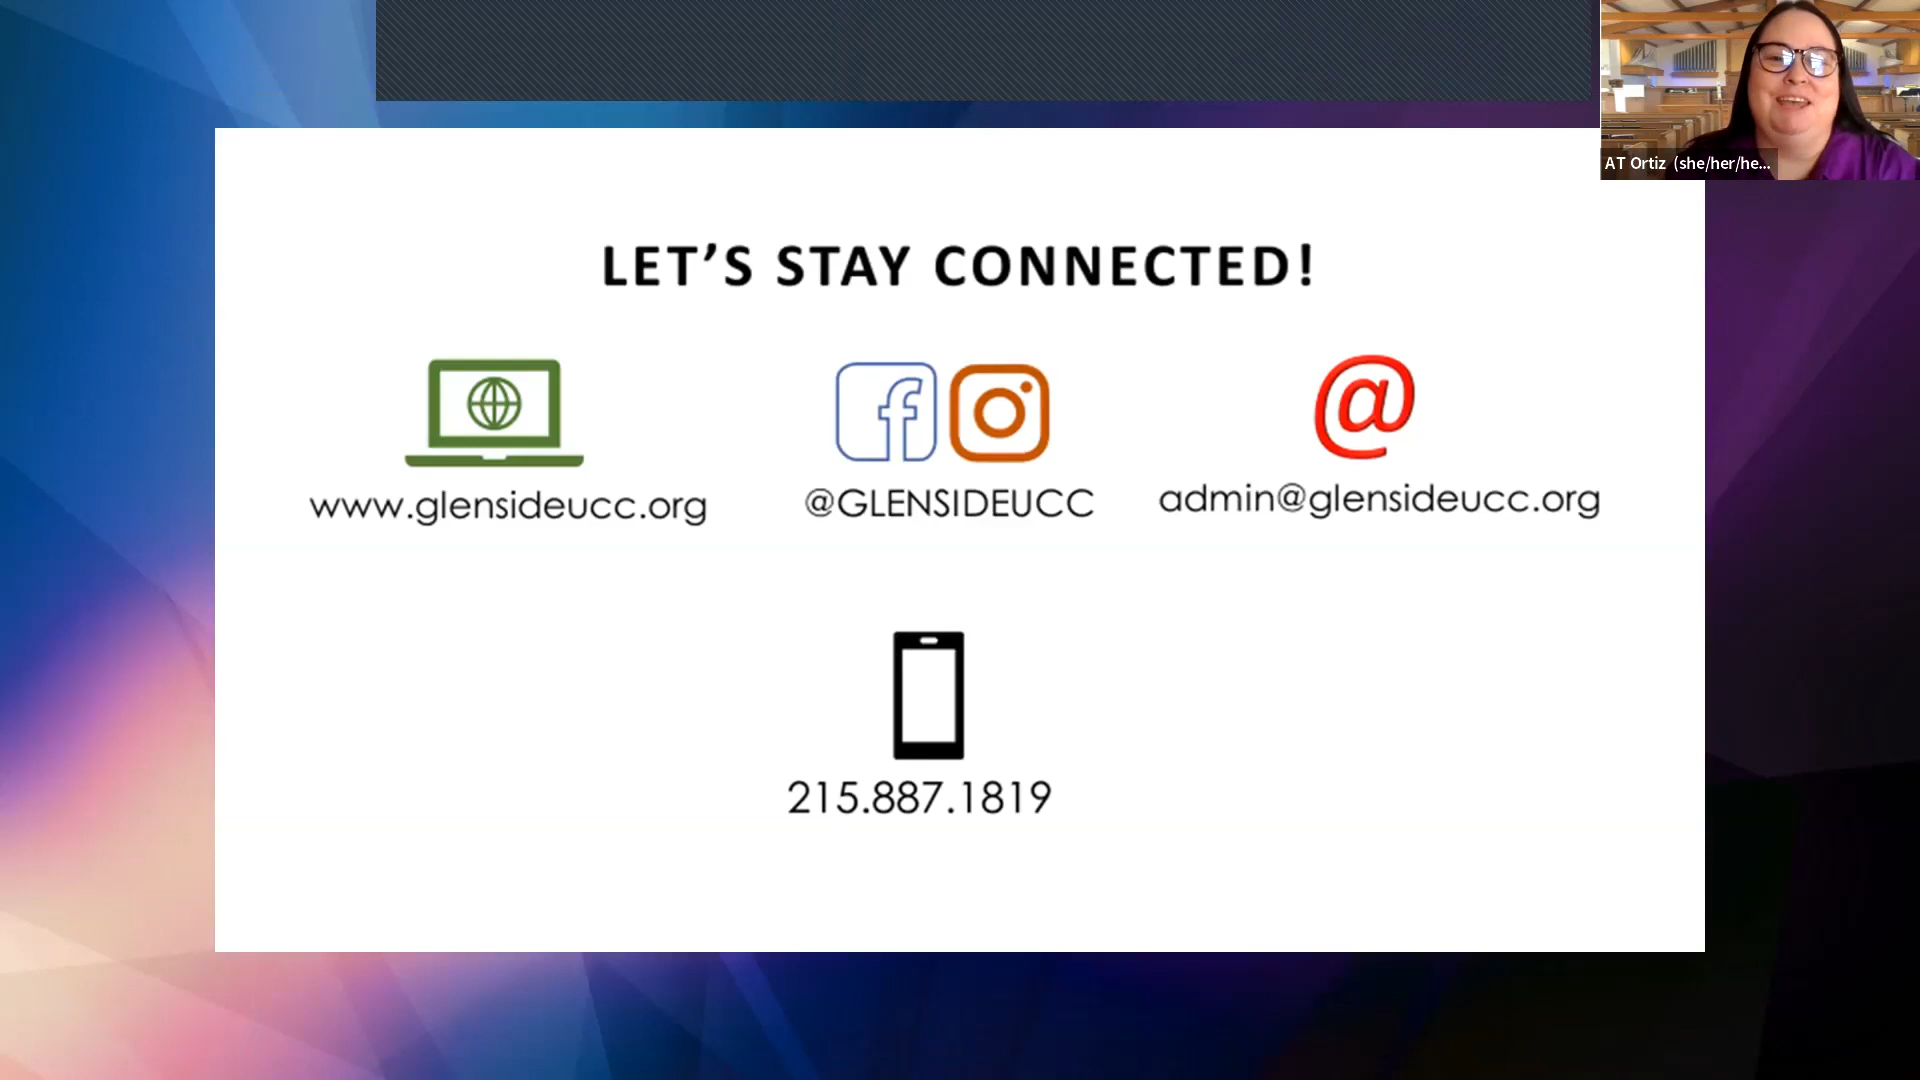 AT Ortiz (she/her/he...
LET’S STAY CONNECTED!
www.glensideucc.org
@GLENSIDEUCC
admin@glensideucc.org
215.887.1819